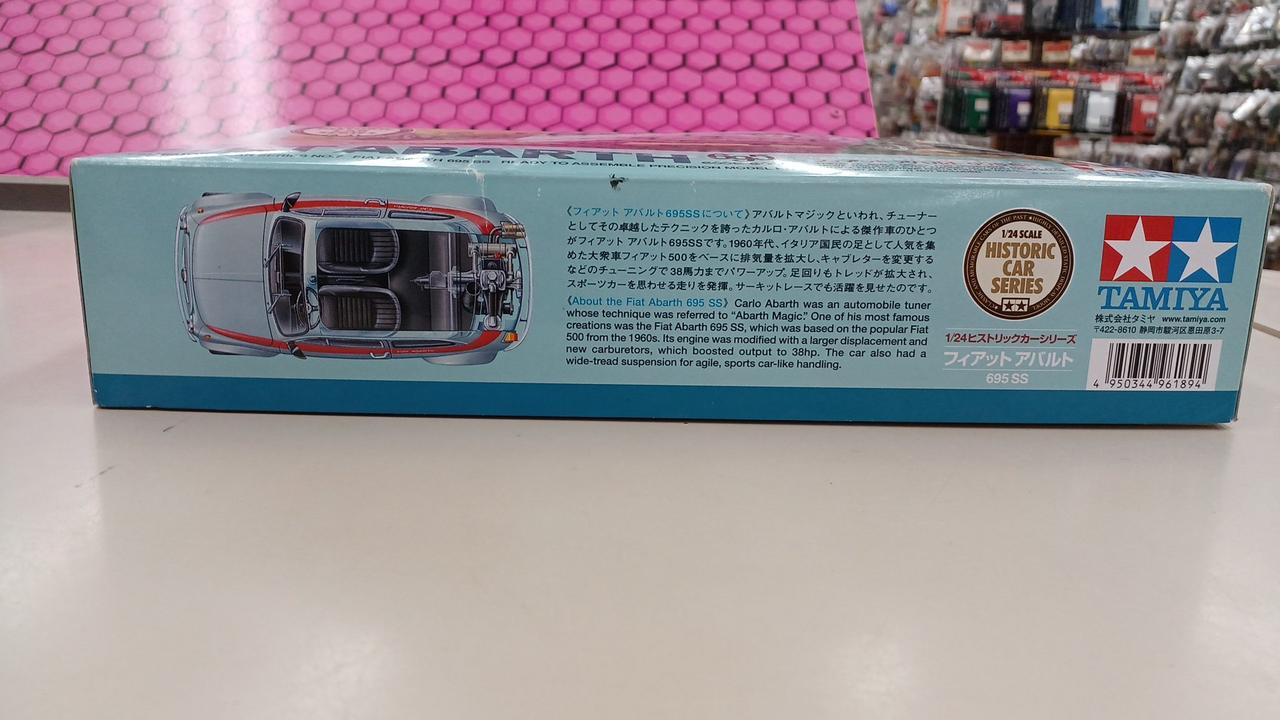 ABARTH
FIAT ABARTH 695 SS READY TO ASSEMBLE PRECISION MODEL
《フィアット アバルト695SSについて》アバルトマジックといわれ、チューナー
としてその卓越したテクニックを誇ったカルロ・アバルトによる傑作車のひとつ
がフィアット アバルト695SSです。1960年代、イタリア国民の足として人気を集
めた大衆車フィアット500をベースに排気量を拡大し、キャブレターを変更する
などのチューニングで38馬力までパワーアップ。足回りもトレッドが拡大され、
スポーツカーを思わせる走りを発揮。サーキットレースでも活躍を見せたのです。
《About the Fiat Abarth 695 SS》 Carlo Abarth was an automobile tuner
whose technique was referred to “Abarth Magic.” One of his most famous
creations was the Fiat Abarth 695 SS, which was based on the popular Fiat
500 from the 1960s. Its engine was modified with a larger displacement and
new carburetors, which boosted output to 38hp. The car also had a
wide-tread suspension for agile, sports car-like handling.
1/24 SCALE
HISTORIC
CAR
SERIES
1/24ヒストリックカーシリーズ
フィアット アバルト
695 SS
TAMIYA
株式会社タミヤ www.tamiya.com
〒422-8610 静岡市駿河区恩田原3-7
4 950344 961894